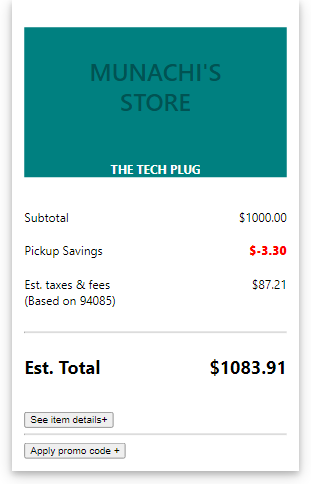 MUNACHI'S
STORE
THE TECH PLUG
Subtotal $1000.00
Pickup Savings $-3.30
Est. taxes & fees $87.21
(Based on 94085)
Est. Total $1083.91
See item details+
Apply promo code +